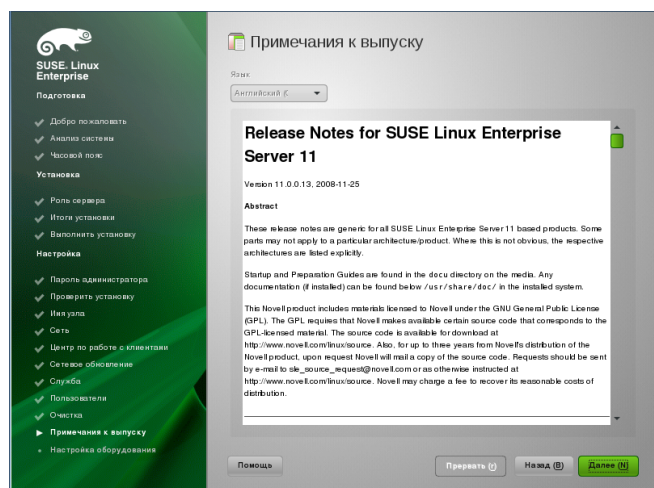 SUSE. Linux
Enterprise
Подготовка
Добро пожаловать
Анализ системы
Часовой пояс
Установка
Роль сервера
Итоги установки
Выполнить установку
Настройка
Пароль администратора
Проверить установку
Имя узла
Сеть
Центр по работе с клиентами
Сетевое обновление
Служба
Пользователи
Очистка
Примечания к выпуску
Настройка оборудования
Примечания к выпуску
Язык
Английский (
Release Notes for SUSE Linux Enterprise
Server 11
Version 11.0.0.13, 2008-11-25
Abstract
These release notes are generic for all SUSE Linux Enterprise Server 11 based products. Some
parts may not apply to a particular architecture/product. Where this is not obvious, the respective
architectures are listed explicitly.
Startup and Preparation Guides are found in the docu directory on the media. Any
documentation (if installed) can be found below /usr/share/doc/ in the installed system.
This Novell product includes materials licensed to Novell under the GNU General Public License
(GPL). The GPL requires that Novell makes available certain source code that corresponds to the
GPL-licensed material. The source code is available for download at
http://www.novell.com/linux/source. Also, for up to three years from Novell's distribution of the
Novell product, upon request Novell will mail a copy of the source code. Requests should be sent
by e-mail to sle_source_request@novell.com or as otherwise instructed at
http://www.novell.com/linux/source. Novell may charge a fee to recover its reasonable costs of
distribution.
Помощь
Прервать (r)
Назад (B)
Далее (N)